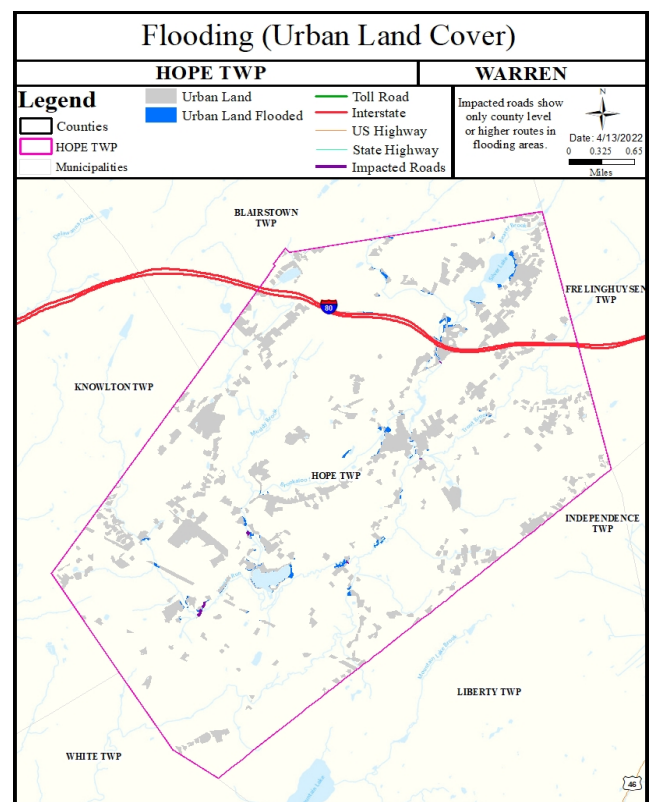 Flooding (Urban Land Cover)
HOPE TWP
WARREN
Legend
Counties
HOPE TWP
Municipalities
Urban Land
Urban Land Flooded
Toll Road
Interstate
US Highway
State Highway
Impacted Roads
Impacted roads show
only county level
or higher routes in
flooding areas.
N
Date: 4/13/2022
0 0.325 0.65
Miles
BLAIRSTOWN
TWP
FRELINGHUYSEN
TWP
80
KNOWLTON TWP
HOPE TWP
INDEPENDENCE
TWP
LIBERTY TWP
WHITE TWP
46